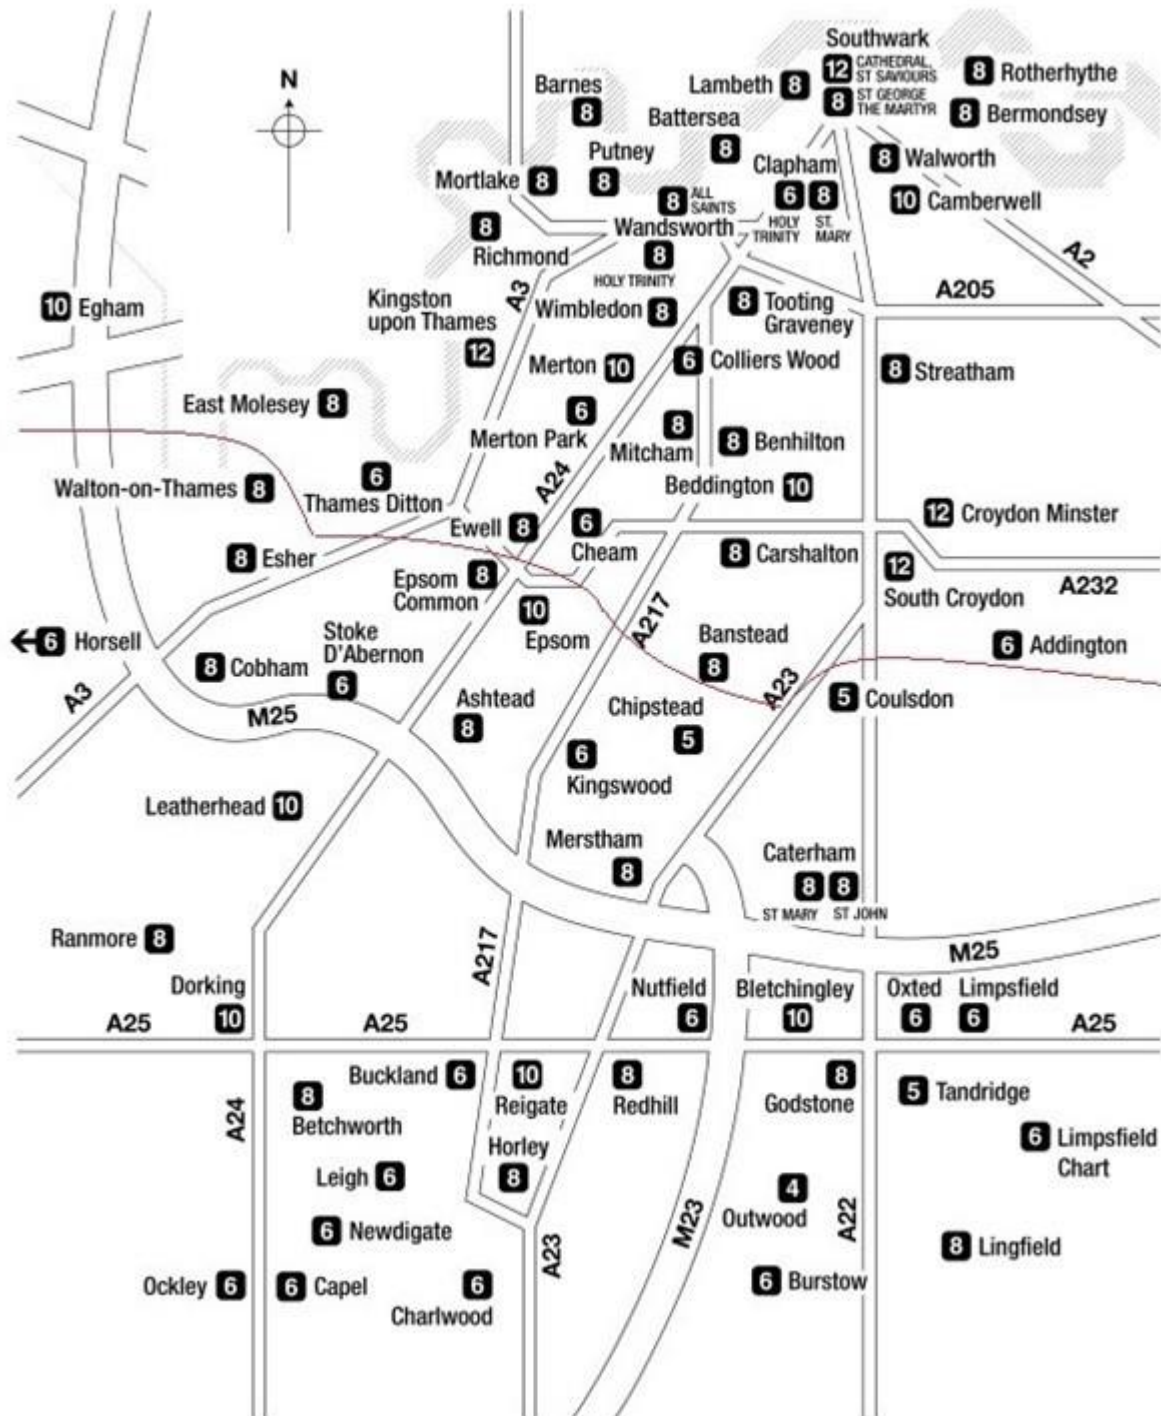 N
Southwark
12 CATHEDRAL,
ST SAVIOURS
8 ST GEORGE
THE MARTYR
8 Rotherhythe
8 Bermondsey
Lambeth 8
Barnes
8
Battersea
8
Putney
8
Mortlake 8
Clapham
6 8
HOLY
TRINITY
ST.
MARY
8 Walworth
10 Camberwell
8 ALL
SAINTS
Wandsworth
8
HOLY TRINITY
8
Richmond
A3
A2
A205
10 Egham
Kingston
upon Thames
12
Wimbledon 8
8 Tooting
Graveney
Merton 10
6 Colliers Wood
8 Streatham
East Molesey 8
6
Merton Park
8
Mitcham
8 Benhilton
A24
Beddington 10
Walton-on-Thames 8
6
Thames Ditton
Ewell 8
6
Cheam
12 Croydon Minster
8 Carshalton
12
South Croydon
A232
8 Esher
Epsom 8
Common
10
Epsom
A217
Banstead
8
6 Addington
6 Horsell
8 Cobham
Stoke
D'Abernon
6
A3
M25
Ashtead
8
Chipstead
5
A23
5 Coulsdon
6
Kingswood
Leatherhead 10
Merstham
8
Caterham
8 8
ST MARY ST JOHN
Ranmore 8
A217
M25
Dorking
10
Nutfield
6
Bletchingley
10
Oxted
6
Limpsfield
6
A25
A25
A25
Buckland 6
10
Reigate
8
Redhill
8
Godstone
5 Tandridge
8
Betchworth
A24
6 Limpsfield
Chart
Horley
8
Leigh 6
4
Outwood
M23
A22
6 Newdigate
A23
8 Lingfield
Ockley 6
6 Capel
6
Charlwood
6 Burstow